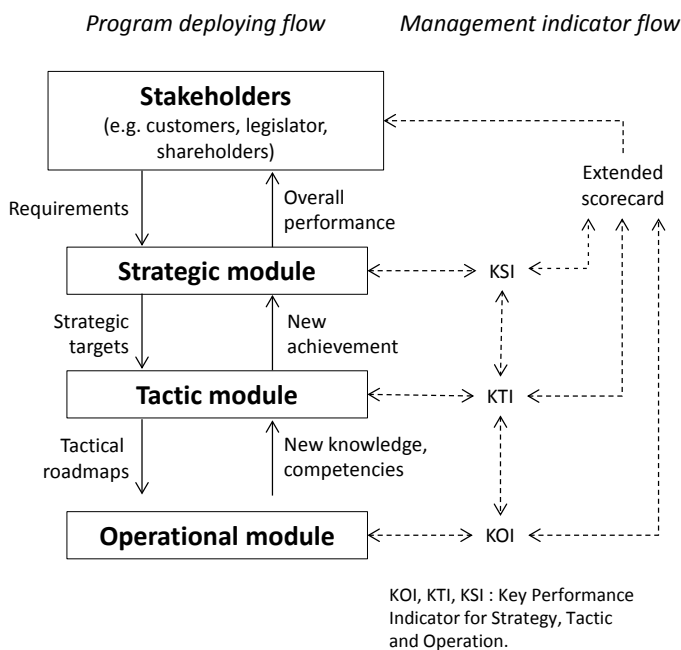 Program deploying flow
Management indicator flow
Stakeholders
(e.g. customers, legislator,
shareholders)
Extended
scorecard
Requirements
Overall
performance
Strategic module
KSI
Strategic
targets
New
achievement
Tactic module
KTI
Tactical
roadmaps
New knowledge,
competencies
Operational module
KOI
KOI, KTI, KSI : Key Performance
Indicator for Strategy, Tactic
and Operation.